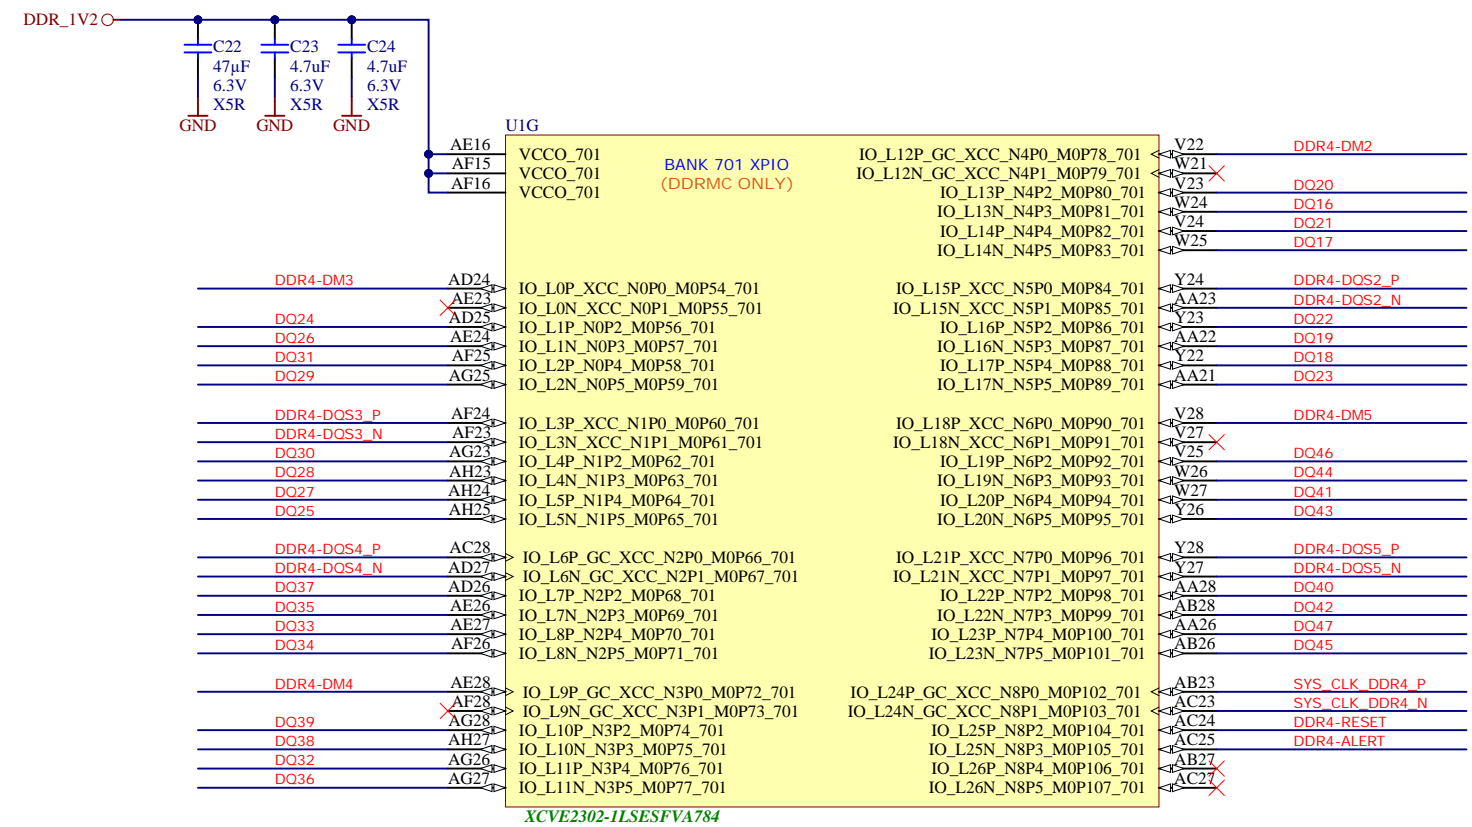 DDR_1V2
C22
47µF
6.3V
X5R
GND
C23
4.7uF
6.3V
X5R
GND
C24
4.7uF
6.3V
X5R
GND
U1G
BANK 701 XPIO
(DDRMC ONLY)
AE16 VCCO_701
AF15 VCCO_701
AF16 VCCO_701
DDR4-DM3 AD24 IO_L0P_XCC_N0P0_M0P54_701
AE23 IO_L0N_XCC_N0P1_M0P55_701
DQ24 AD25 IO_L1P_N0P2_M0P56_701
DQ26 AE24 IO_L1N_N0P3_M0P57_701
DQ31 AF25 IO_L2P_N0P4_M0P58_701
DQ29 AG25 IO_L2N_N0P5_M0P59_701
DDR4-DQS3_P AF24 IO_L3P_XCC_N1P0_M0P60_701
DDR4-DQS3_N AF23 IO_L3N_XCC_N1P1_M0P61_701
DQ30 AG23 IO_L4P_N1P2_M0P62_701
DQ28 AH23 IO_L4N_N1P3_M0P63_701
DQ27 AH24 IO_L5P_N1P4_M0P64_701
DQ25 AH25 IO_L5N_N1P5_M0P65_701
DDR4-DQS4_P AC28 IO_L6P_GC_XCC_N2P0_M0P66_701
DDR4-DQS4_N AD27 IO_L6N_GC_XCC_N2P1_M0P67_701
DQ37 AD26 IO_L7P_N2P2_M0P68_701
DQ35 AE26 IO_L7N_N2P3_M0P69_701
DQ33 AE27 IO_L8P_N2P4_M0P70_701
DQ34 AF26 IO_L8N_N2P5_M0P71_701
DDR4-DM4 AE28 IO_L9P_GC_XCC_N3P0_M0P72_701
AF28 IO_L9N_GC_XCC_N3P1_M0P73_701
DQ39 AG28 IO_L10P_N3P2_M0P74_701
DQ38 AH27 IO_L10N_N3P3_M0P75_701
DQ32 AG26 IO_L11P_N3P4_M0P76_701
DQ36 AG27 IO_L11N_N3P5_M0P77_701
IO_L12P_GC_XCC_N4P0_M0P78_701 V22 DDR4-DM2
IO_L12N_GC_XCC_N4P1_M0P79_701 W21
IO_L13P_N4P2_M0P80_701 V23 DQ20
IO_L13N_N4P3_M0P81_701 W24 DQ16
IO_L14P_N4P4_M0P82_701 V24 DQ21
IO_L14N_N4P5_M0P83_701 W25 DQ17
IO_L15P_XCC_N5P0_M0P84_701 Y24 DDR4-DQS2_P
IO_L15N_XCC_N5P1_M0P85_701 AA23 DDR4-DQS2_N
IO_L16P_N5P2_M0P86_701 Y23 DQ22
IO_L16N_N5P3_M0P87_701 AA22 DQ19
IO_L17P_N5P4_M0P88_701 Y22 DQ18
IO_L17N_N5P5_M0P89_701 AA21 DQ23
IO_L18P_XCC_N6P0_M0P90_701 V28 DDR4-DM5
IO_L18N_XCC_N6P1_M0P91_701 V27
IO_L19P_N6P2_M0P92_701 V25 DQ46
IO_L19N_N6P3_M0P93_701 W26 DQ44
IO_L20P_N6P4_M0P94_701 W27 DQ41
IO_L20N_N6P5_M0P95_701 Y26 DQ43
IO_L21P_XCC_N7P0_M0P96_701 Y28 DDR4-DQS5_P
IO_L21N_XCC_N7P1_M0P97_701 Y27 DDR4-DQS5_N
IO_L22P_N7P2_M0P98_701 AA28 DQ40
IO_L22N_N7P3_M0P99_701 AB28 DQ42
IO_L23P_N7P4_M0P100_701 AA26 DQ47
IO_L23N_N7P5_M0P101_701 AB26 DQ45
IO_L24P_GC_XCC_N8P0_M0P102_701 AB23 SYS_CLK_DDR4_P
IO_L24N_GC_XCC_N8P1_M0P103_701 AC23 SYS_CLK_DDR4_N
IO_L25P_N8P2_M0P104_701 AC24 DDR4-RESET
IO_L25N_N8P3_M0P105_701 AC25 DDR4-ALERT
IO_L26P_N8P4_M0P106_701 AB27
IO_L26N_N8P5_M0P107_701 AC27
XCVE2302-1LSESFVA784